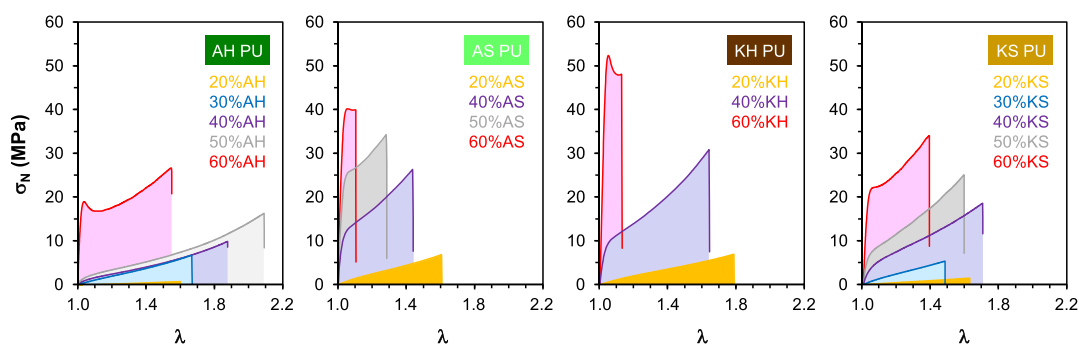 σN (MPa)
60
50
40
30
20
10
0
AH PU
20%AH
30%AH
40%AH
50%AH
60%AH
1.0
1.4
1.8
2.2
λ
60
50
40
30
20
10
0
AS PU
20%AS
40%AS
50%AS
60%AS
1.0
1.4
1.8
2.2
λ
60
50
40
30
20
10
0
KH PU
20%KH
40%KH
60%KH
1.0
1.4
1.8
2.2
λ
60
50
40
30
20
10
0
KS PU
20%KS
30%KS
40%KS
50%KS
60%KS
1.0
1.4
1.8
2.2
λ